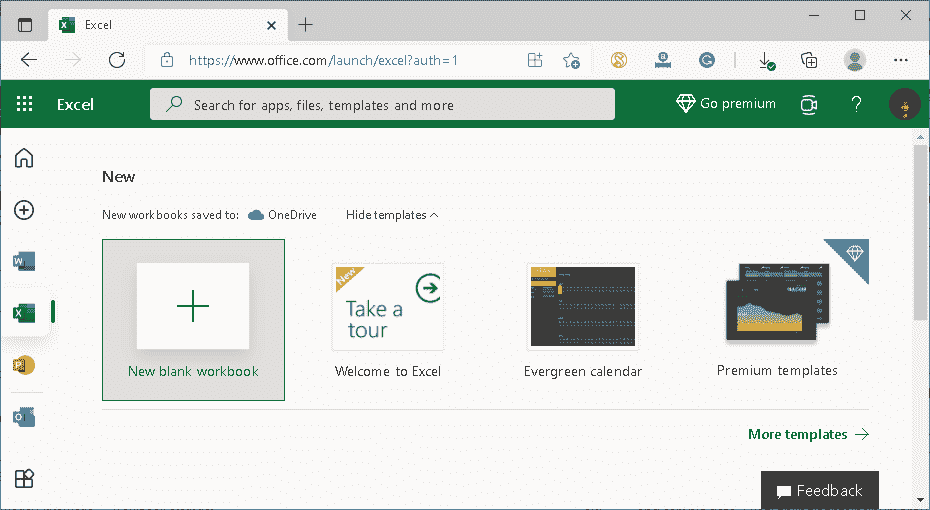 Excel
https://www.office.com/launch/excel?auth=1
Excel
Search for apps, files, templates and more
Go premium
?
New
New workbooks saved to: OneDrive Hide templates
New
Take a
tour
New blank workbook
Welcome to Excel
Evergreen calendar
Premium templates
More templates
Feedback